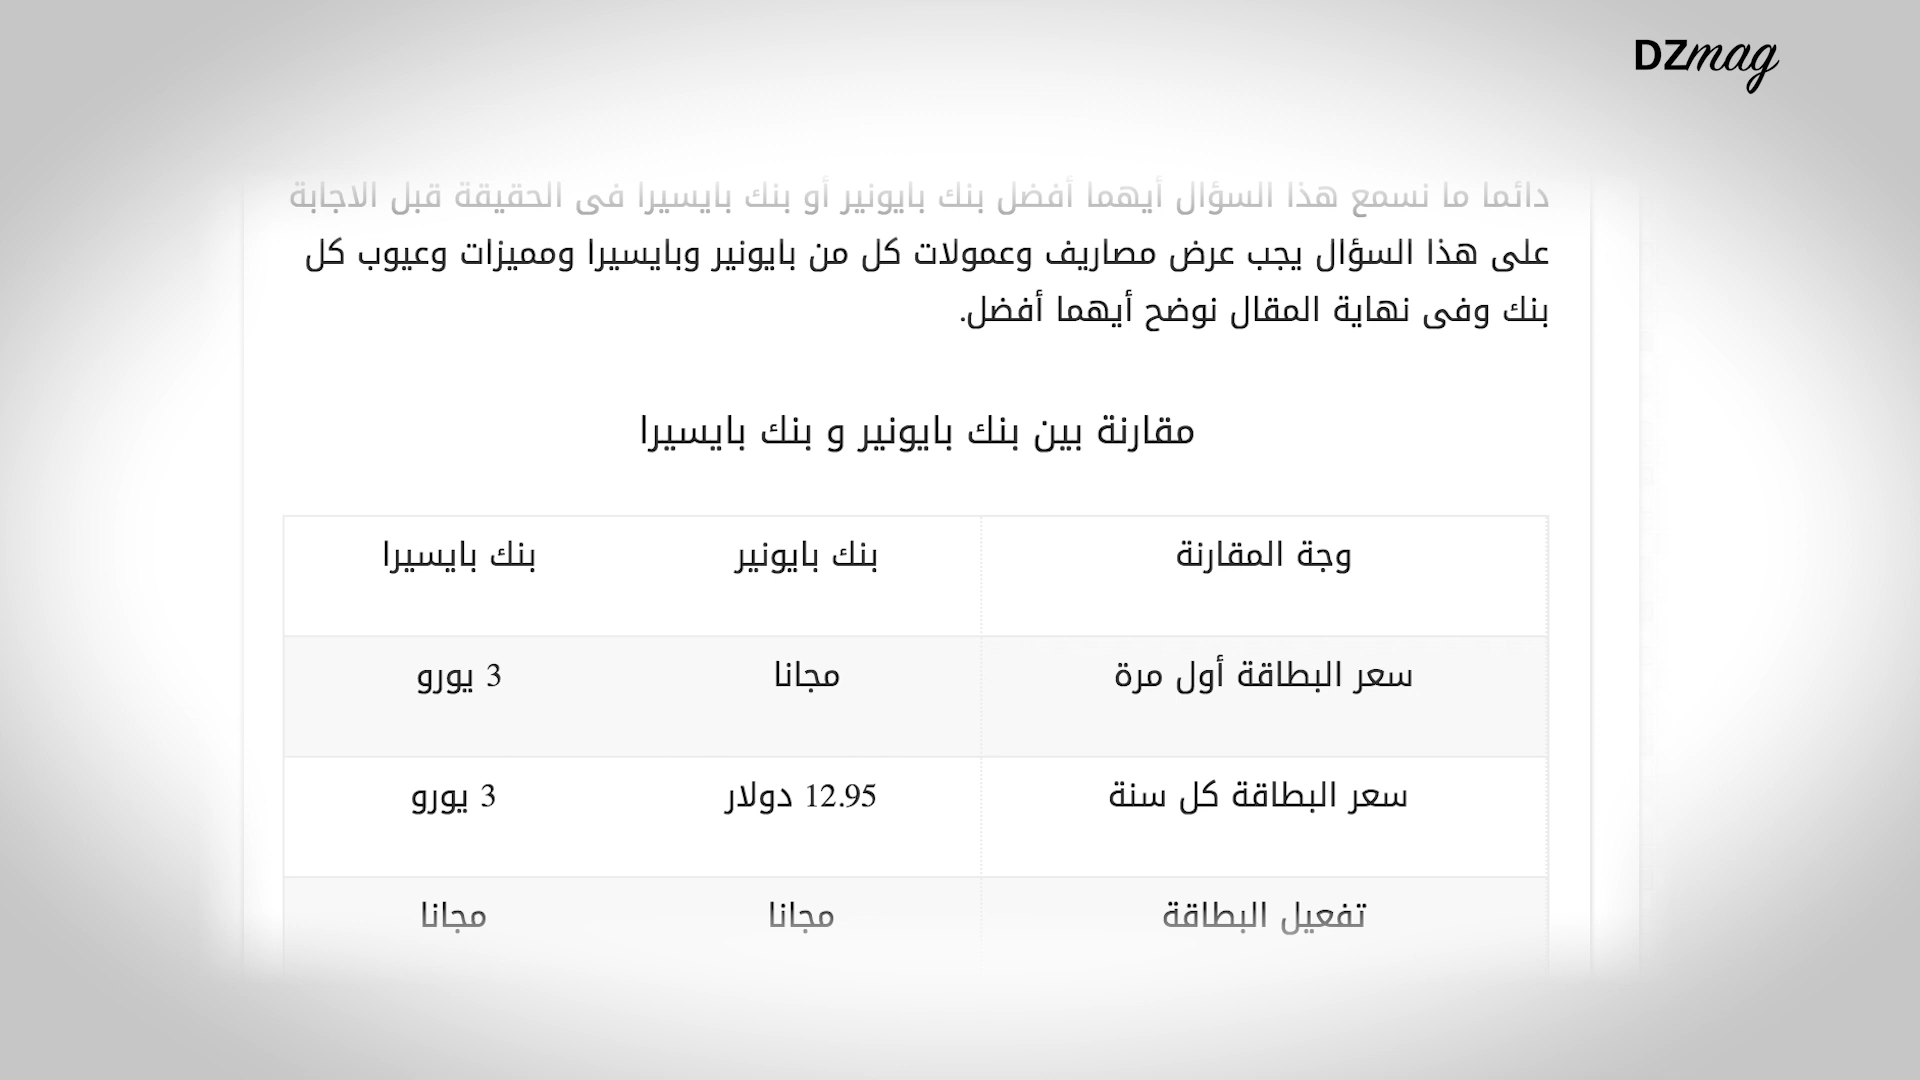 DZmag
دائما ما نسمع هذا السؤال أيهما أفضل بنك بايونير أو بنك بايسيرا فى الحقيقة قبل الاجابة
على هذا السؤال يجب عرض مصاريف وعمولات كل من بايونير وبايسيرا ومميزات وعيوب كل
بنك وفى نهاية المقال نوضح أيهما أفضل.
مقارنة بين بنك بايونير و بنك بايسيرا
وجة المقارنة بنك بايونير بنك بايسيرا
سعر البطاقة أول مرة مجانا 3 يورو
سعر البطاقة كل سنة 12.95 دولار 3 يورو
تفعيل البطاقة مجانا مجانا